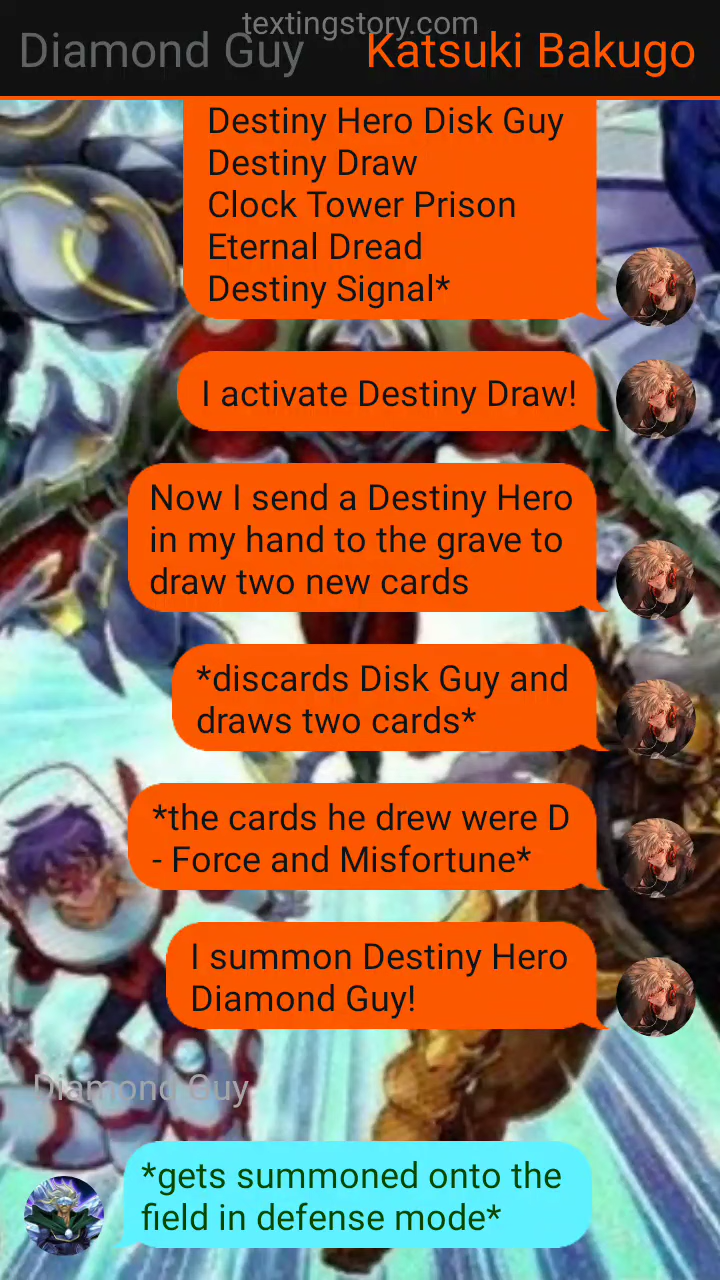 textingstory.com
Diamond Guy
Katsuki Bakugo
Destiny Hero Disk Guy
Destiny Draw
Clock Tower Prison
Eternal Dread
Destiny Signal*
I activate Destiny Draw!
Now I send a Destiny Hero
in my hand to the grave to
draw two new cards
*discards Disk Guy and
draws two cards*
*the cards he drew were D
- Force and Misfortune*
I summon Destiny Hero
Diamond Guy!
Diamond Guy
*gets summoned onto the
field in defense mode*